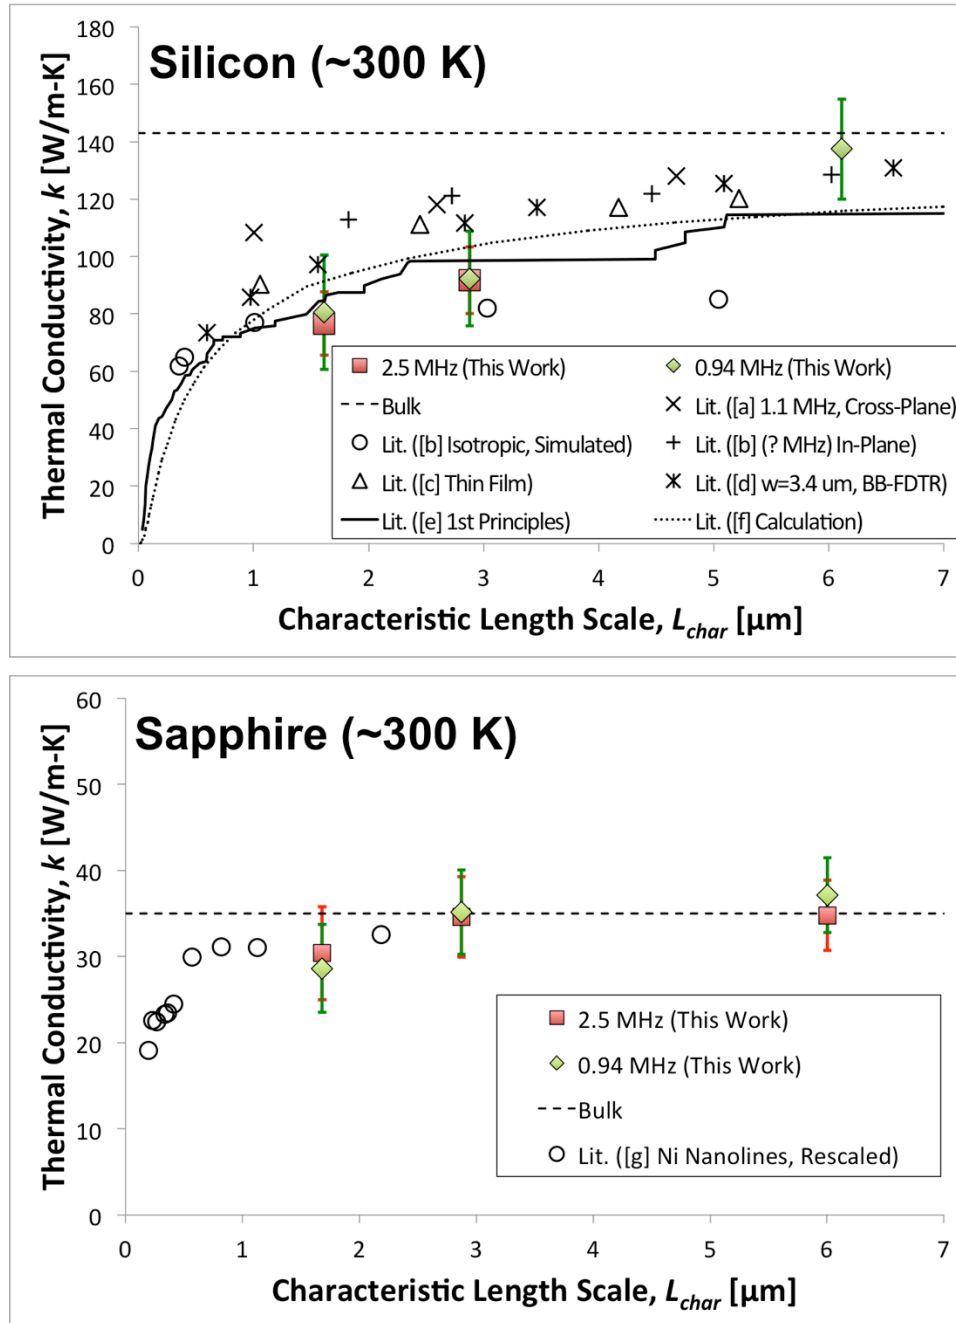 Silicon (~300 K)
Thermal Conductivity, k [W/m-K]
180
160
140
120
100
80
60
40
20
0
2.5 MHz (This Work)
0.94 MHz (This Work)
Bulk
Lit. ([a] 1.1 MHz, Cross-Plane)
Lit. ([b] Isotropic, Simulated)
Lit. ([b] (? MHz) In-Plane)
Lit. ([c] Thin Film)
Lit. ([d] w=3.4 um, BB-FDTR)
Lit. ([e] 1st Principles)
Lit. ([f] Calculation)
0 1 2 3 4 5 6 7
Characteristic Length Scale, Lchar [μm]
Sapphire (~300 K)
Thermal Conductivity, k [W/m-K]
60
50
40
30
20
10
0
2.5 MHz (This Work)
0.94 MHz (This Work)
Bulk
Lit. ([g] Ni Nanolines, Rescaled)
0 1 2 3 4 5 6 7
Characteristic Length Scale, Lchar [μm]